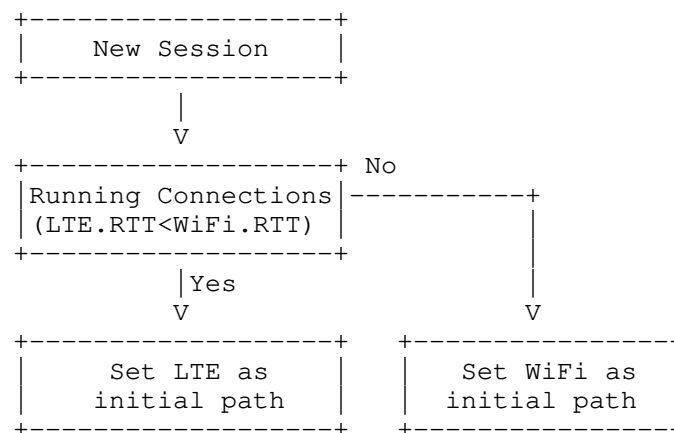 New Session
No
Running Connections
(LTE.RTT<WiFi.RTT)
Yes
Set LTE as
initial path
Set WiFi as
initial path